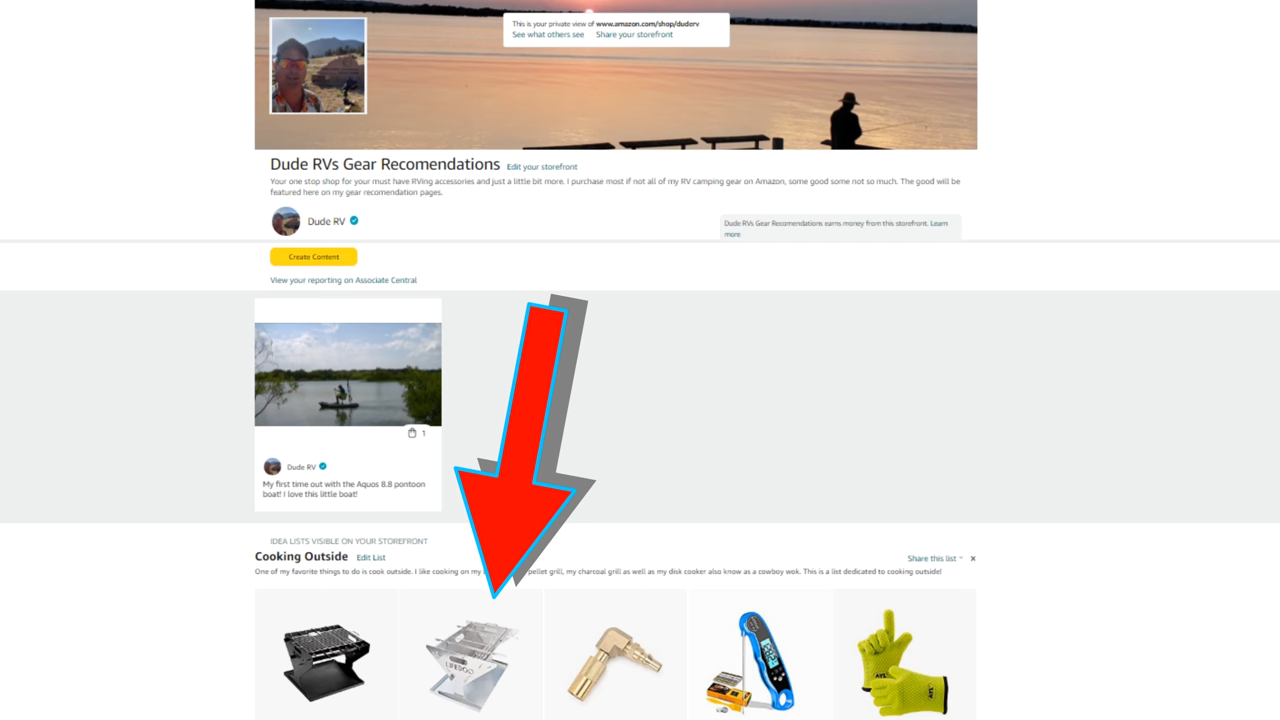 This is your private view of www.amazon.com/shop/duderv
See what others see Share your storefront
Dude RVs Gear Recomendations Edit your storefront
Your one stop shop for your must have RVing accessories and just a little bit more. I purchase most if not all of my RV camping gear on Amazon, some good some not so much. The good will be
featured here on my gear recomendation pages.
Dude RV
Dude RVs Gear Recomendations earns money from this storefront. Learn
more
Create Content
View your reporting on Associate Central
1
Dude RV
My first time out with the Aquos 8.8 pontoon
boat! I love this little boat!
IDEA LISTS VISIBLE ON YOUR STOREFRONT
Cooking Outside Edit List
Share this list
One of my favorite things to do is cook outside. I like cooking on my pellet grill, my charcoal grill as well as my disk cooker also know as a cowboy wok. This is a list dedicated to cooking outside!
AYL